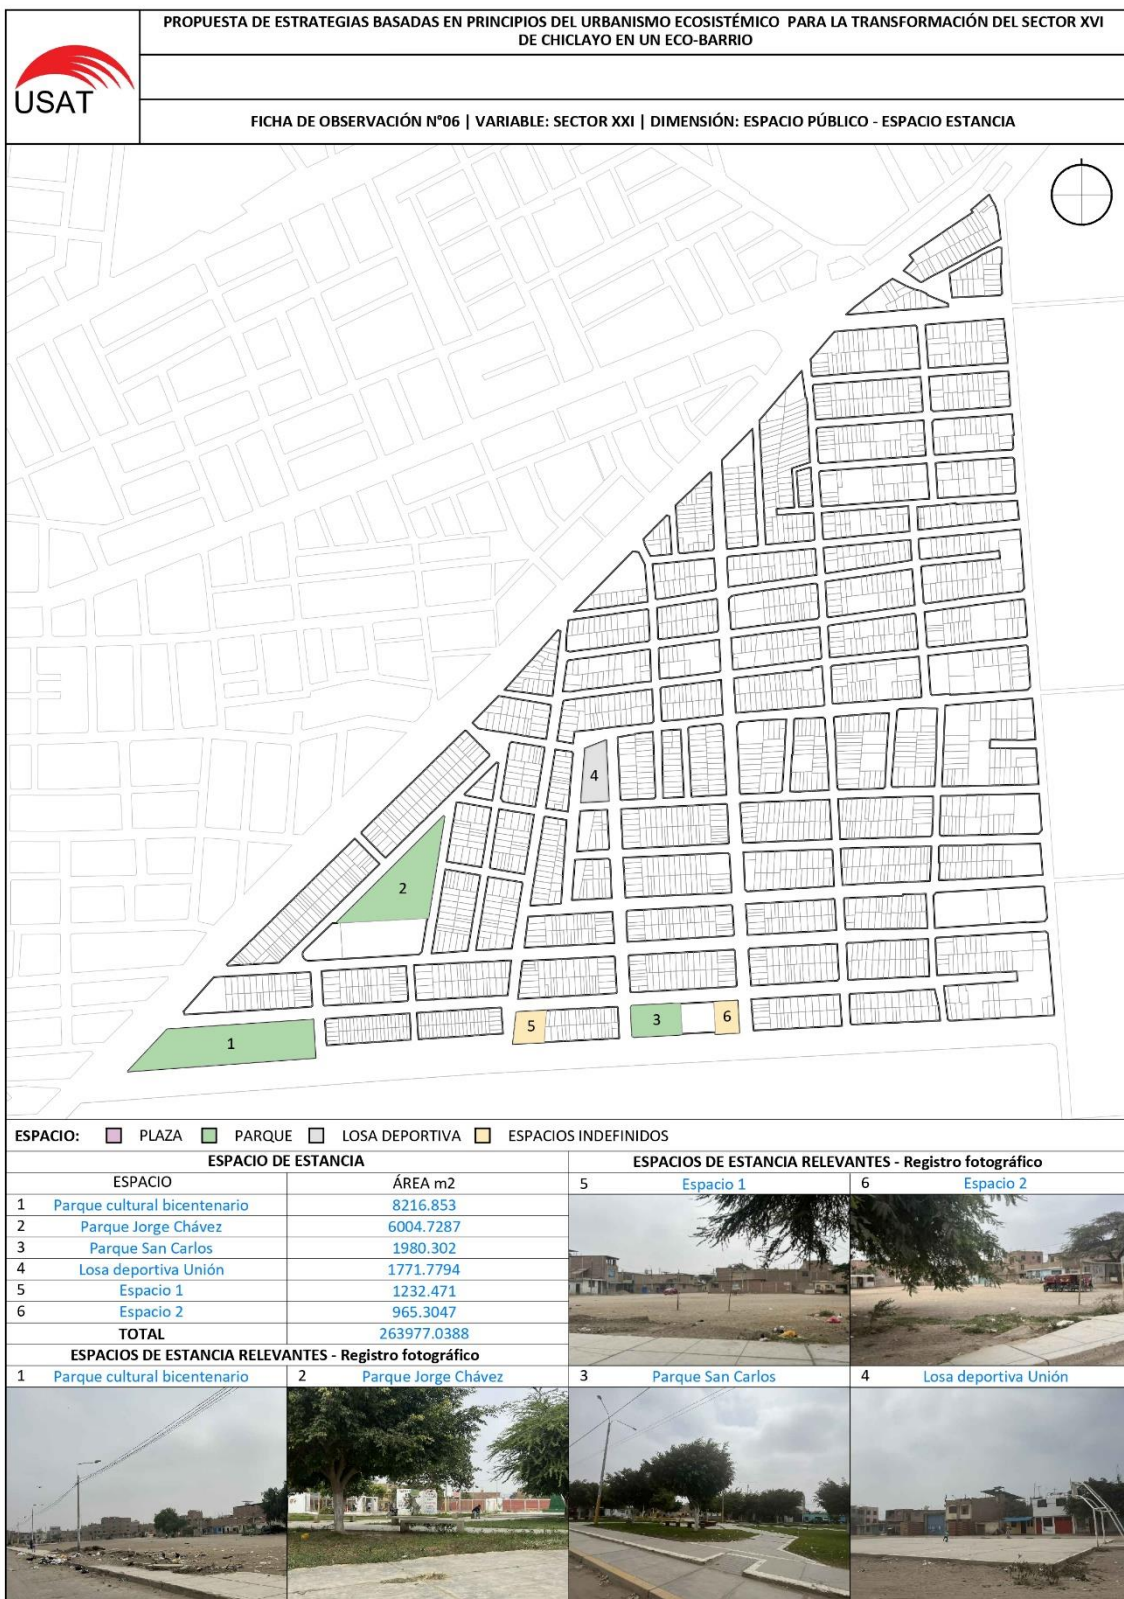 PROPUESTA DE ESTRATEGIAS BASADAS EN PRINCIPIOS DEL URBANISMO ECOSISTÉMICO PARA LA TRANSFORMACIÓN DEL SECTOR XVI
DE CHICLAYO EN UN ECO-BARRIO
USAT
FICHA DE OBSERVACIÓN N°06 | VARIABLE: SECTOR XXI | DIMENSIÓN: ESPACIO PÚBLICO - ESPACIO ESTANCIA
4
2
1
5
3
6
ESPACIO: PLAZA PARQUE LOSA DEPORTIVA ESPACIOS INDEFINIDOS
ESPACIO DE ESTANCIA
ESPACIO ÁREA m2
1 Parque cultural bicentenario 8216.853
2 Parque Jorge Chávez 6004.7287
3 Parque San Carlos 1980.302
4 Losa deportiva Unión 1771.7794
5 Espacio 1 1232.471
6 Espacio 2 965.3047
TOTAL 263977.0388
ESPACIOS DE ESTANCIA RELEVANTES - Registro fotográfico
5 Espacio 1 6 Espacio 2
ESPACIOS DE ESTANCIA RELEVANTES - Registro fotográfico
1 Parque cultural bicentenario 2 Parque Jorge Chávez 3 Parque San Carlos 4 Losa deportiva Unión